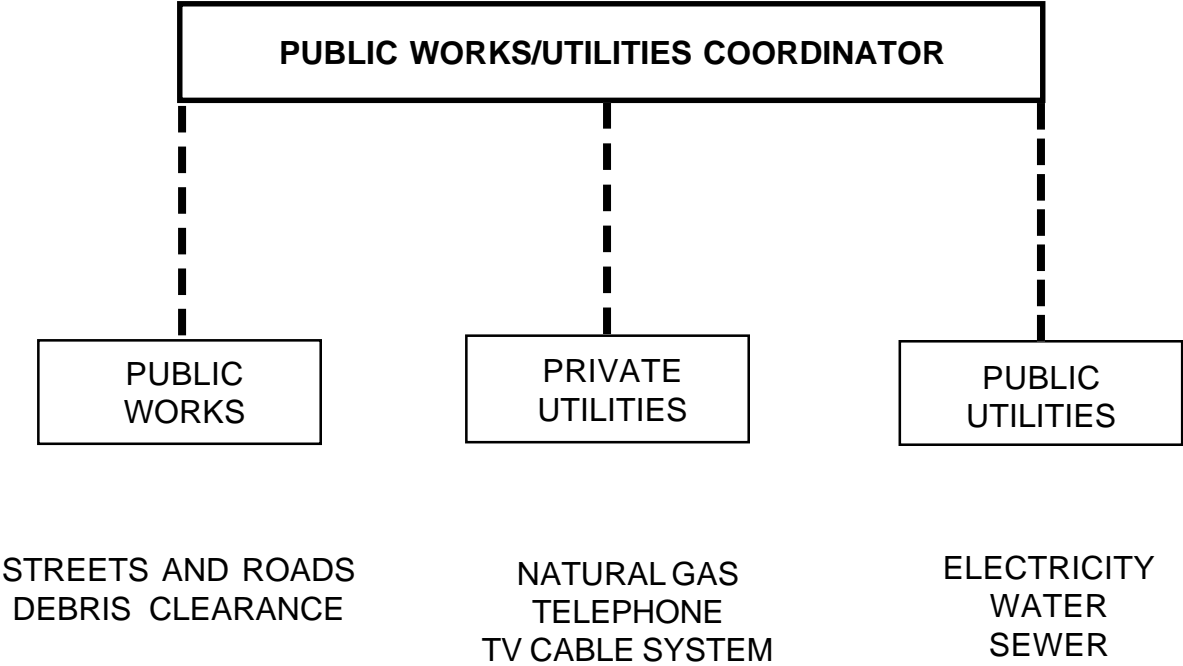 PUBLIC WORKS/UTILITIES COORDINATOR
PUBLIC
WORKS
PRIVATE
UTILITIES
PUBLIC
UTILITIES
STREETS AND ROADS
DEBRIS CLEARANCE
NATURAL GAS
TELEPHONE
TV CABLE SYSTEM
ELECTRICITY
WATER
SEWER